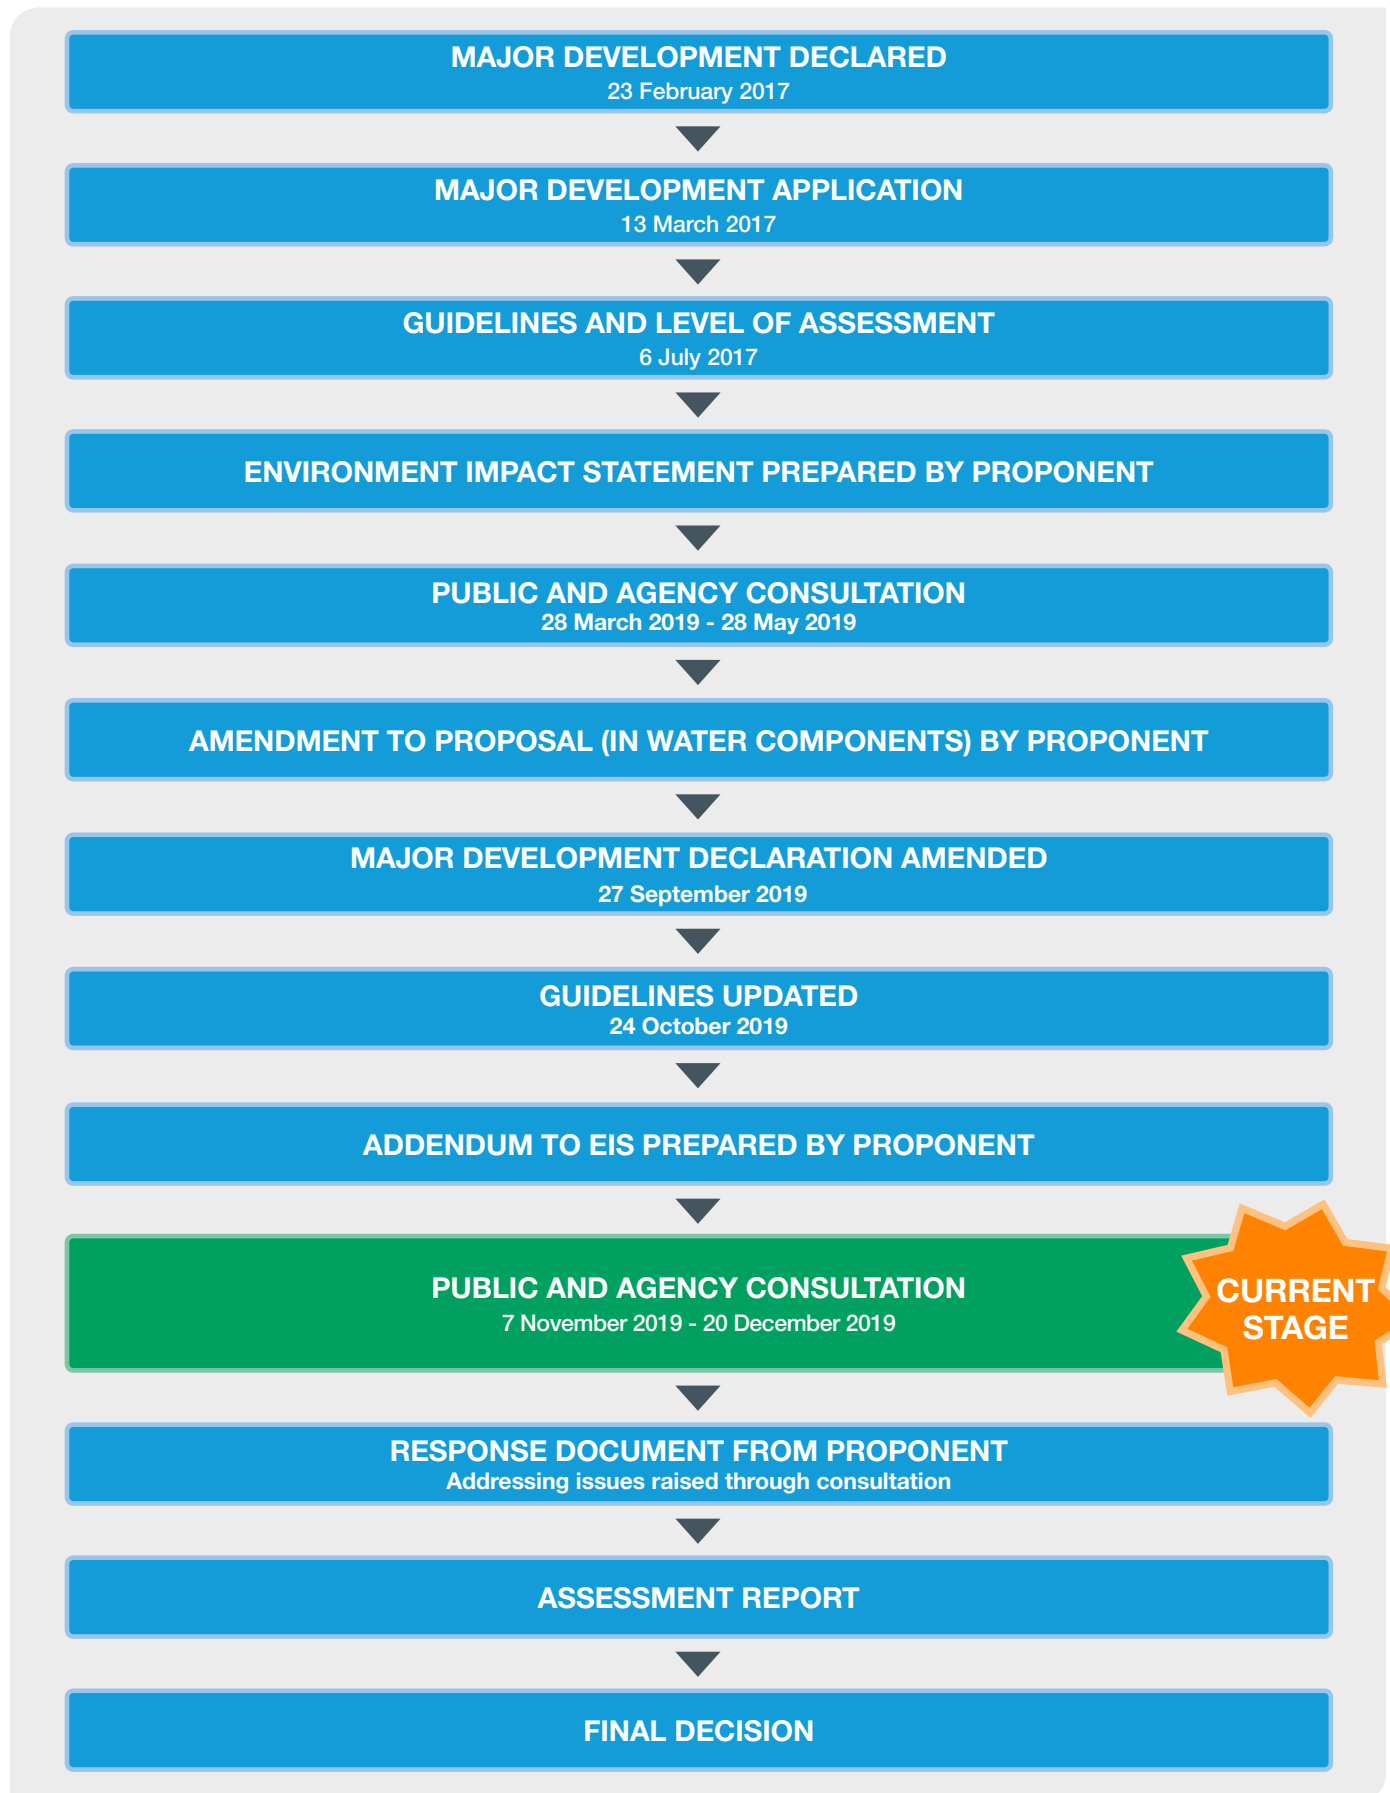 MAJOR DEVELOPMENT DECLARED
23 February 2017
MAJOR DEVELOPMENT APPLICATION
13 March 2017
GUIDELINES AND LEVEL OF ASSESSMENT
6 July 2017
ENVIRONMENT IMPACT STATEMENT PREPARED BY PROPONENT
PUBLIC AND AGENCY CONSULTATION
28 March 2019 - 28 May 2019
AMENDMENT TO PROPOSAL (IN WATER COMPONENTS) BY PROPONENT
MAJOR DEVELOPMENT DECLARATION AMENDED
27 September 2019
GUIDELINES UPDATED
24 October 2019
ADDENDUM TO EIS PREPARED BY PROPONENT
PUBLIC AND AGENCY CONSULTATION
7 November 2019 - 20 December 2019
CURRENT
STAGE
RESPONSE DOCUMENT FROM PROPONENT
Addressing issues raised through consultation
ASSESSMENT REPORT
FINAL DECISION